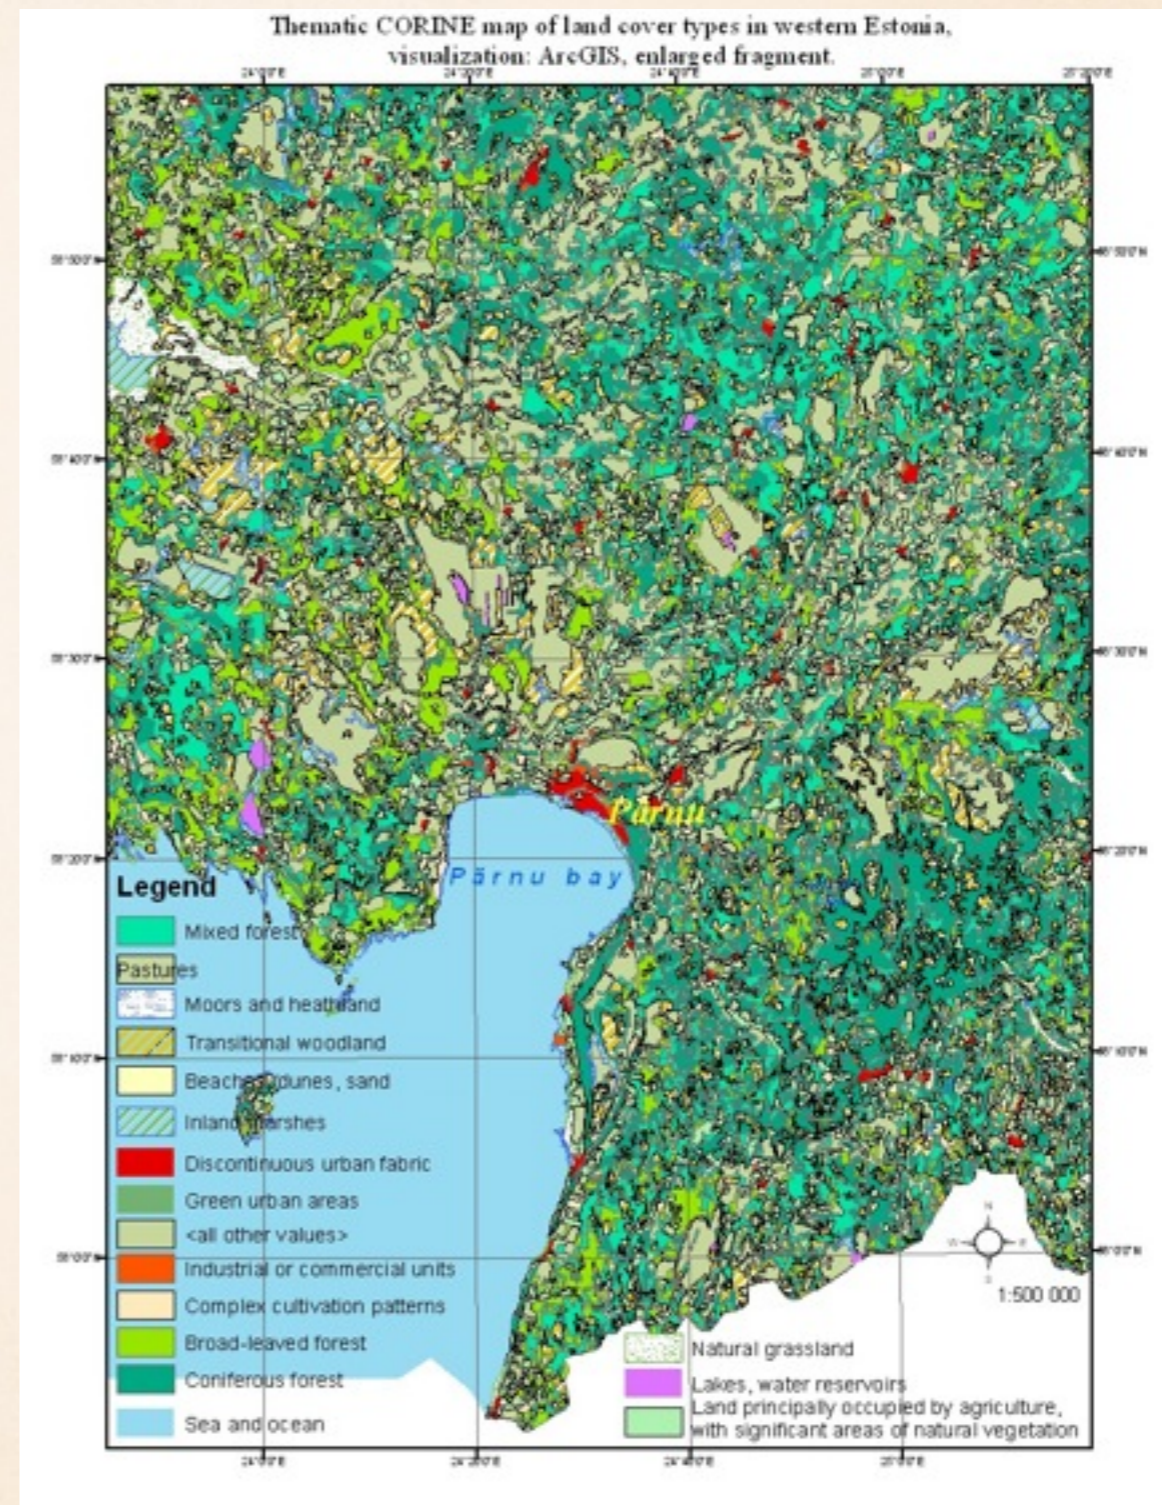 Thematic CORINE map of land cover types in western Estonia,
visualization: ArcGIS, enlarged fragment.
Pärnu
Pärnu bay
Legend
Mixed forest
Pastures
Moors and heathland
Transitional woodland
Beaches, dunes, sand
Inland marshes
Discontinuous urban fabric
Green urban areas
<all other values>
Industrial or commercial units
Complex cultivation patterns
Broad-leaved forest
Coniferous forest
Sea and ocean
N
W
E
S
1:500 000
Natural grassland
Lakes, water reservoirs
Land principally occupied by agriculture,
with significant areas of natural vegetation